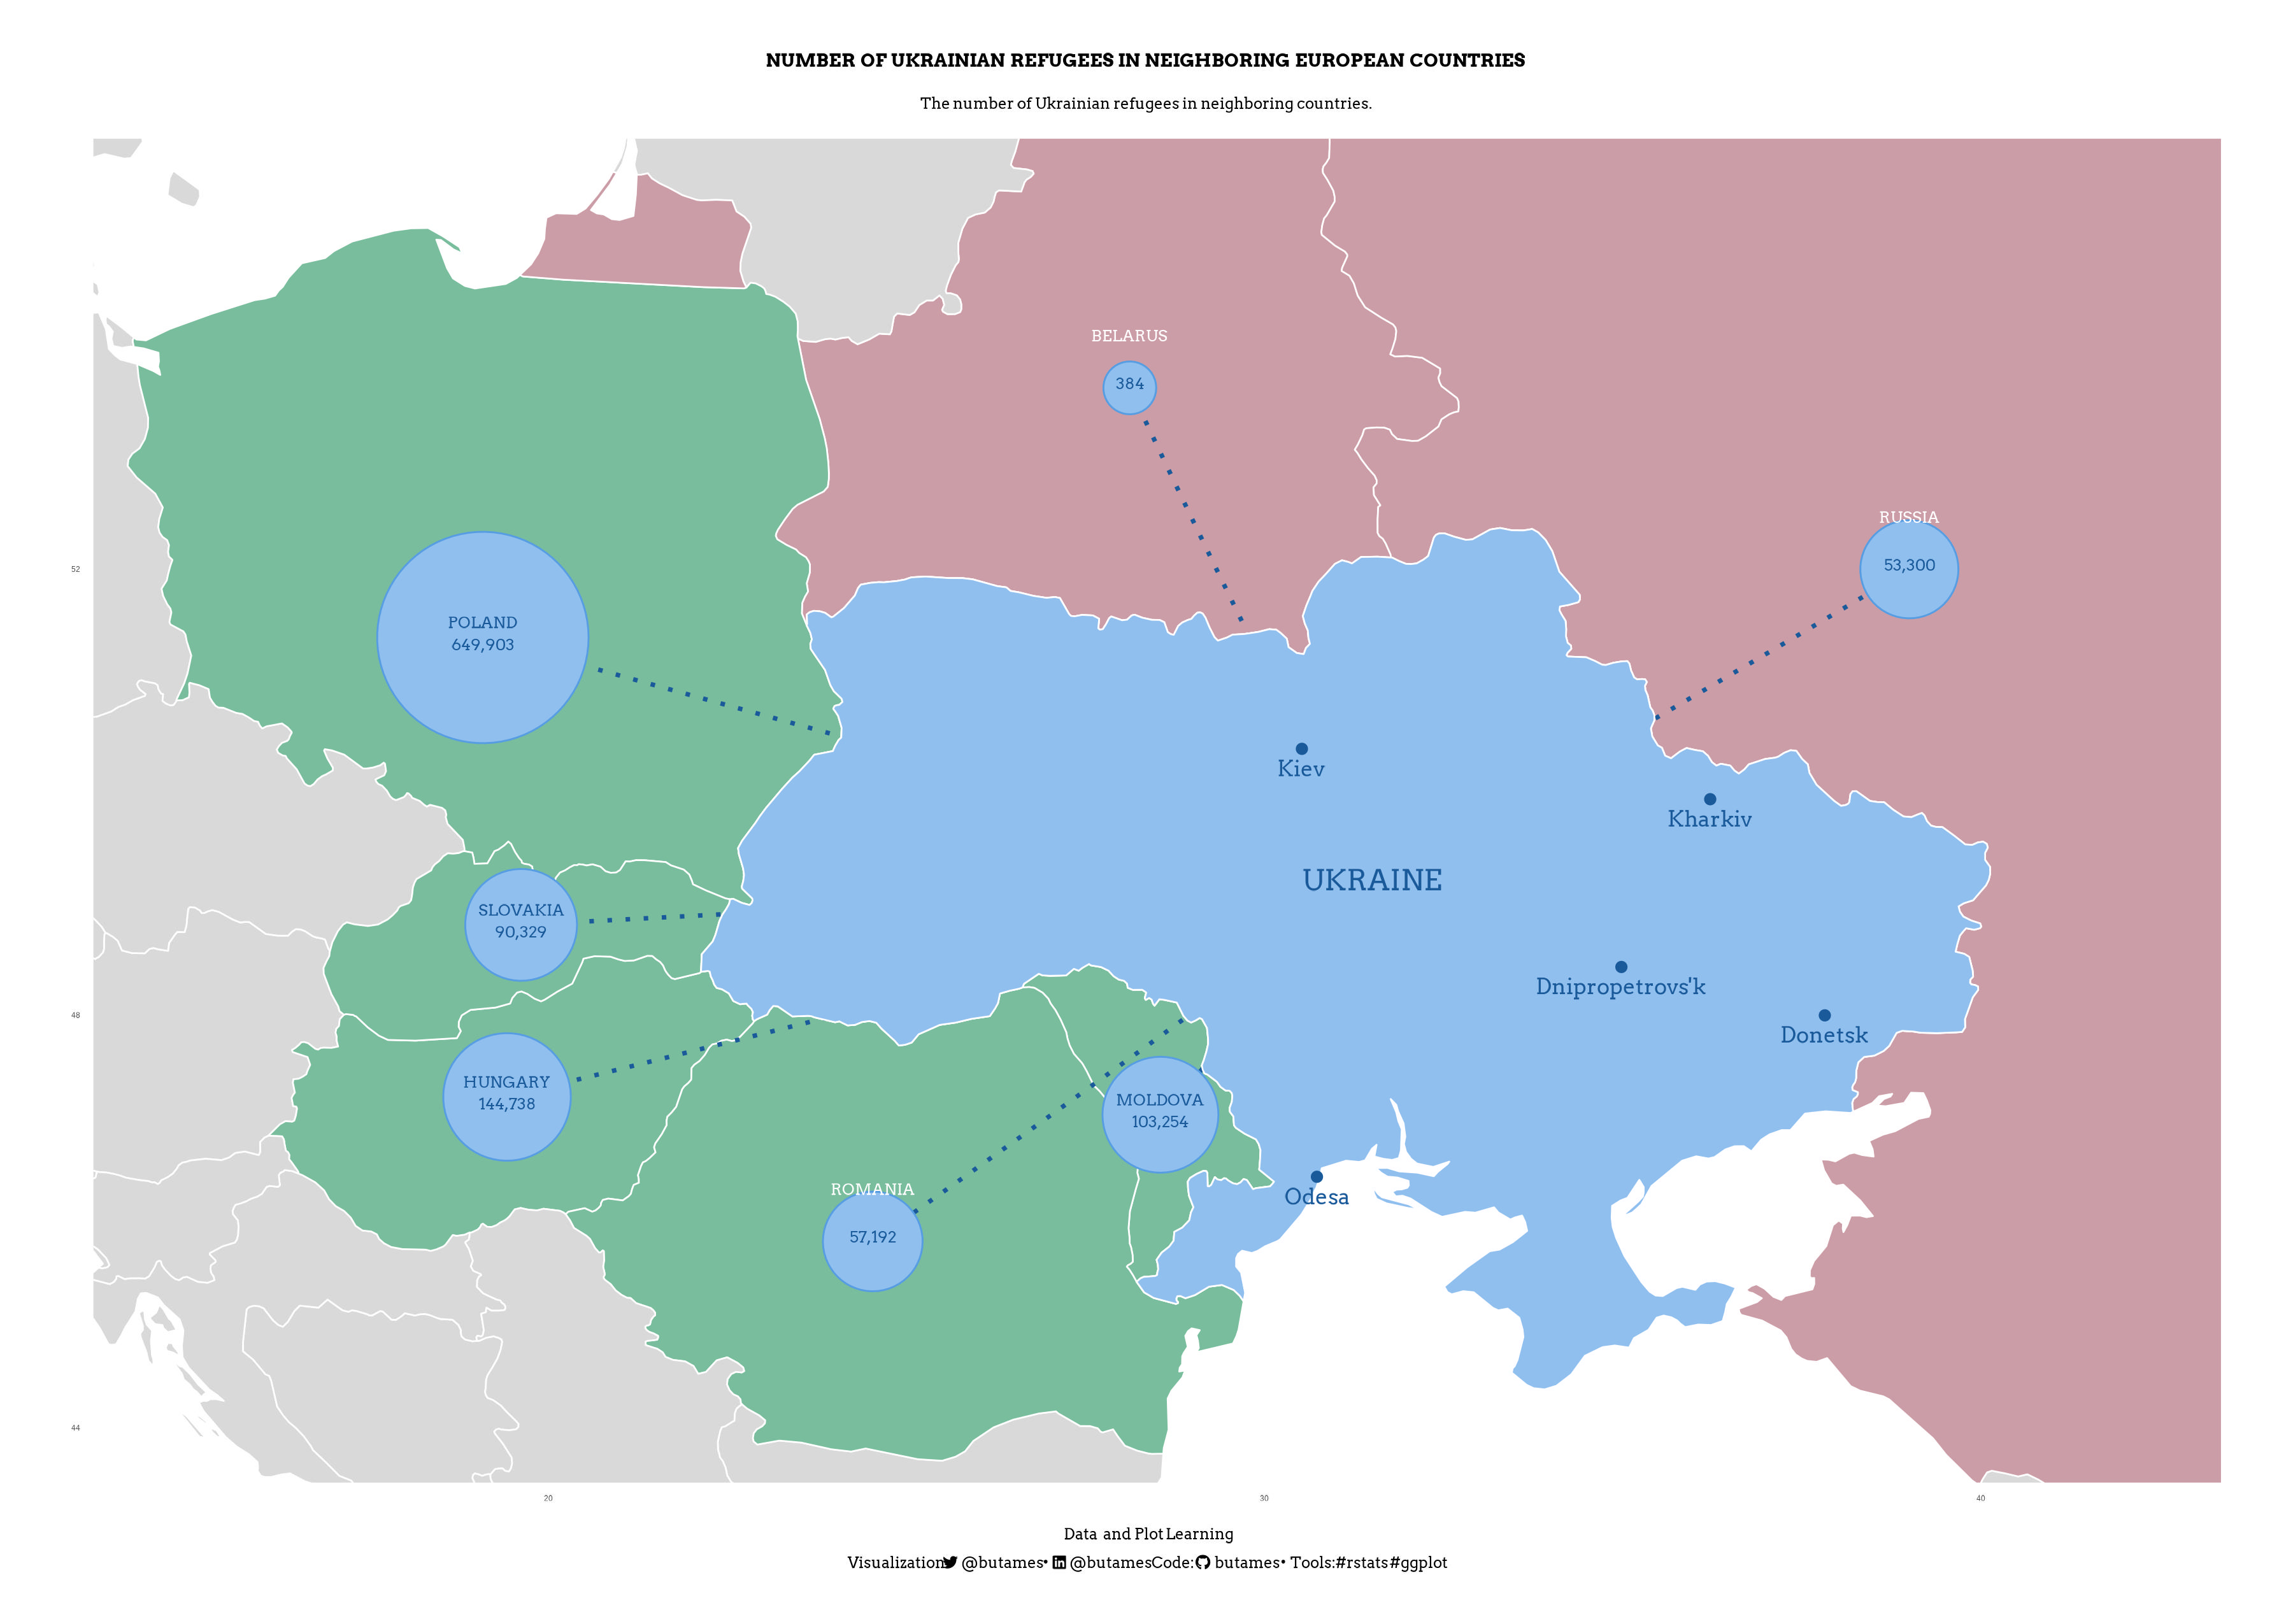 NUMBER OF UKRAINIAN REFUGEES IN NEIGHBORING EUROPEAN COUNTRIES
The number of Ukrainian refugees in neighboring countries.
BELARUS
384
RUSSIA
53,300
52
POLAND
649,903
Kiev
Kharkiv
UKRAINE
SLOVAKIA
90,329
Dnipropetrovs'k
48
Donetsk
HUNGARY
144,738
MOLDOVA
103,254
ROMANIA
57,192
Odesa
44
20
30
40
Data and Plot Learning
Visualization @butames• @butamesCode: butames• Tools:#rstats#ggplot